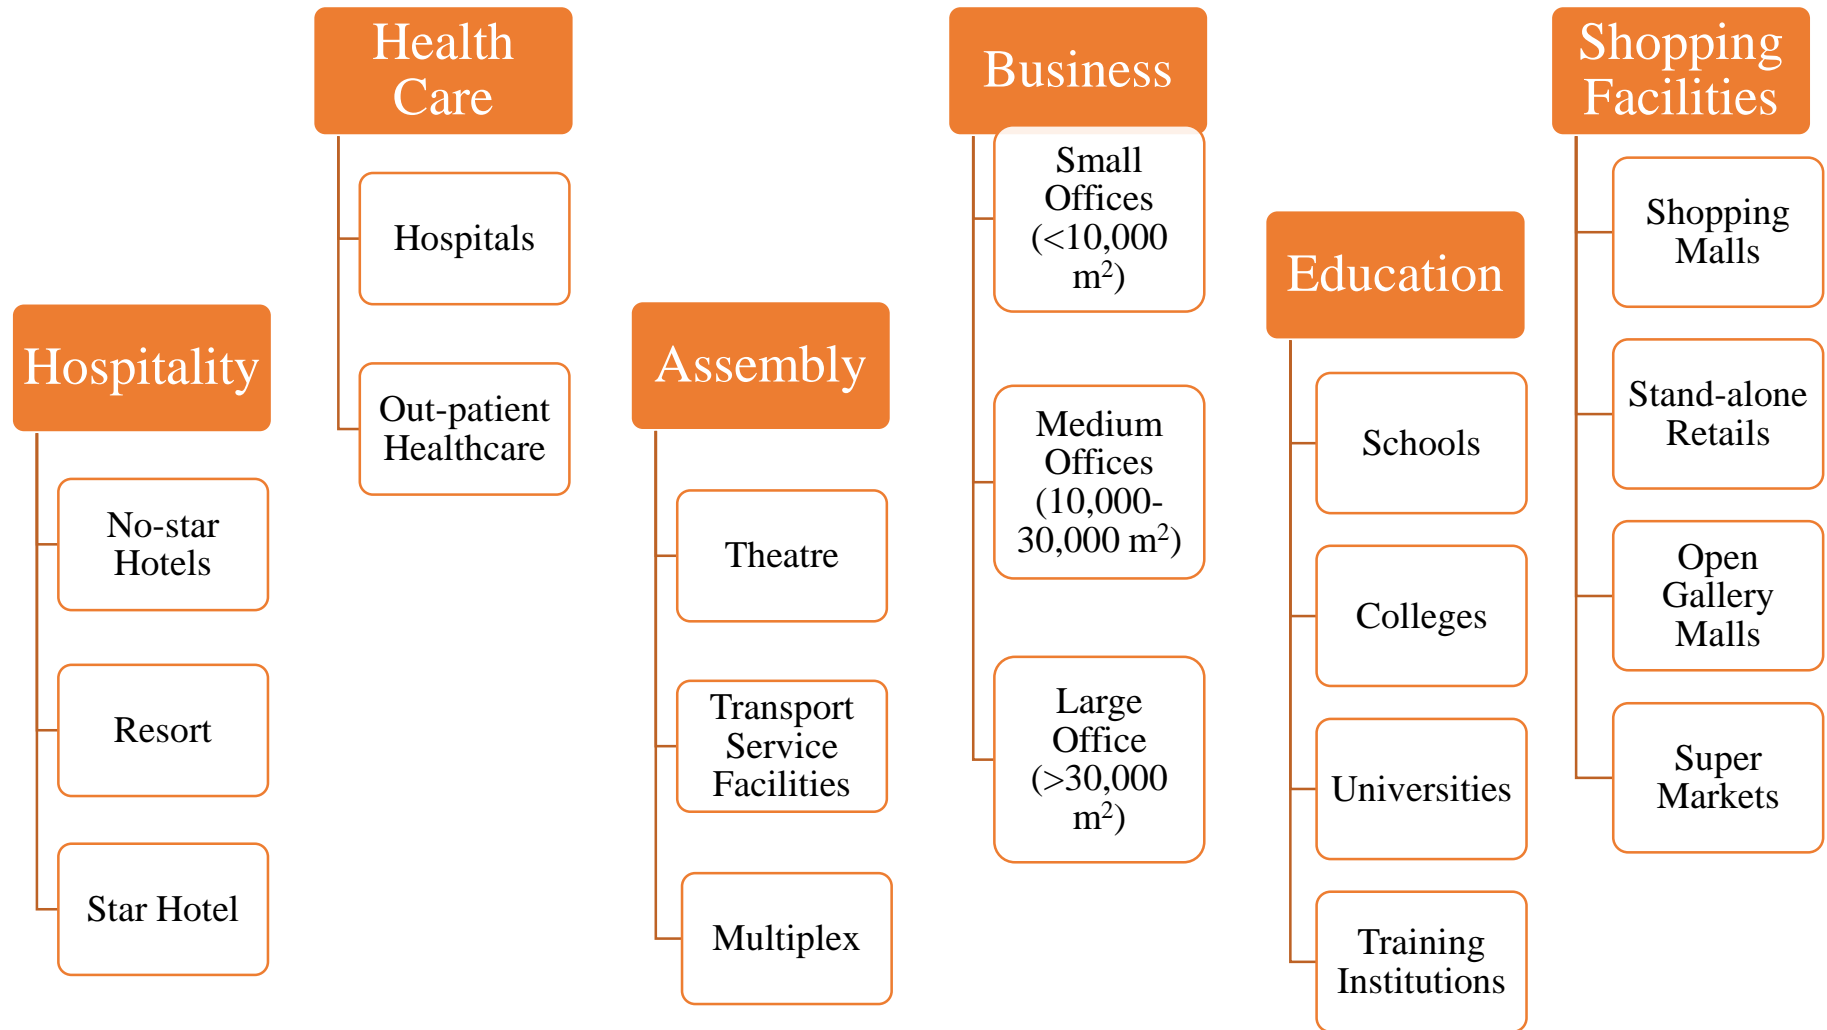 Hospitality
No-star
Hotels
Resort
Star Hotel
Health
Care
Hospitals
Out-patient
Healthcare
Assembly
Theatre
Transport
Service
Facilities
Multiplex
Business
Small
Offices
(<10,000
m²)
Medium
Offices
(10,000-
30,000 m²)
Large
Office
(>30,000
m²)
Education
Schools
Colleges
Universities
Training
Institutions
Shopping
Facilities
Shopping
Malls
Stand-alone
Retails
Open
Gallery
Malls
Super
Markets